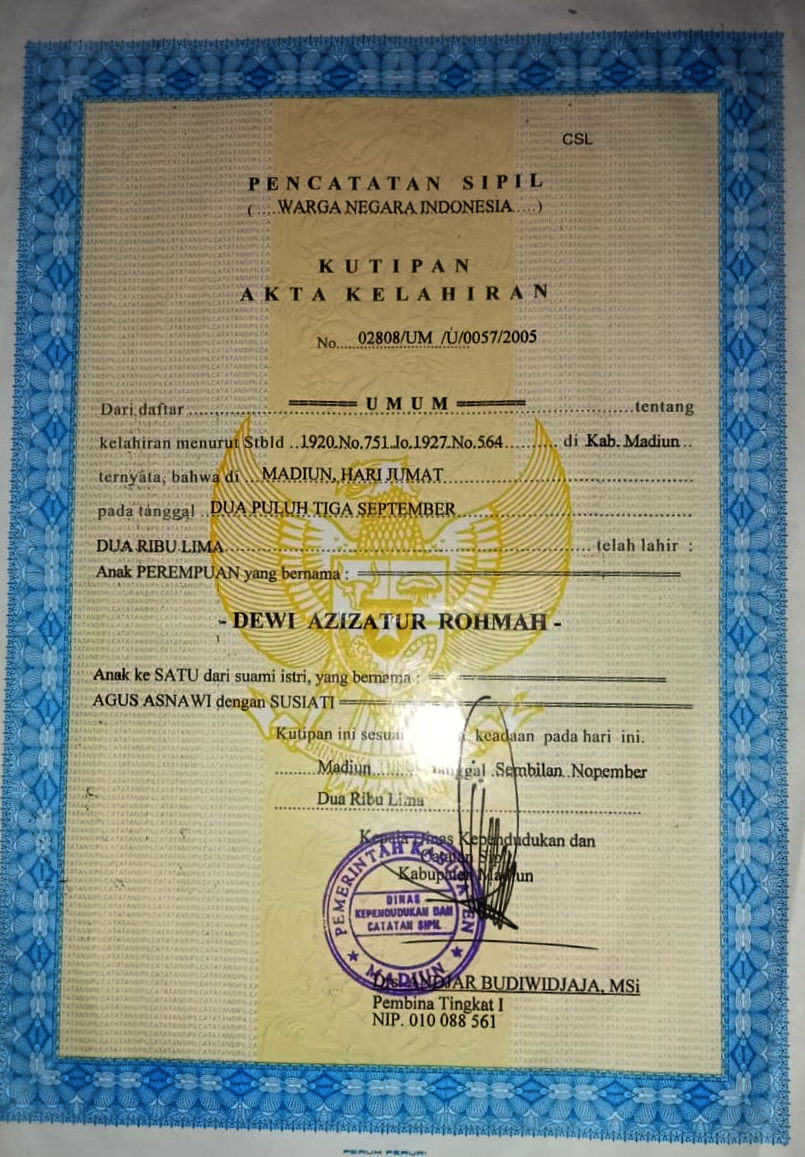 CSL
PENCATATAN SIPIL
(....WARGA NEGARA INDONESIA....)
KUTIPAN
AKTA KELAHIRAN
No.....02808/UM /U/0057/2005
Dari daftar ........ UMUM ........ tentang
kelahiran menurut Stbld ..1920.No.751.Jo.1927.No.564.......... di Kab. Madiun..
ternyata, bahwa di ...MADIUN, HARI JUMAT........
pada tanggal ..DUA PULUH TIGA SEPTEMBER........
DUA RIBU LIMA........ telah lahir :
Anak PEREMPUAN yang bernama :
- DEWI AZIZATUR ROHMAH -
Anak ke SATU dari suami istri, yang bernama :
AGUS ASNAWI dengan SUSIATI
Kutipan ini sesuai keadaan pada hari ini.
........Madiun........ tanggal .Sembilan..Nopember
Dua Ribu Lima
Kepala Dinas Kependudukan dan
Catatan Sipil
Kabupaten Madiun
PEMERINTAH KABUPATEN
DINAS
KEPENDUDUKAN DAN
CATATAN SIPIL
MADIUN
Drs. ANDJAR BUDIWIDJAJA, MSi
Pembina Tingkat I
NIP. 010 088 561
PERUM PERURI